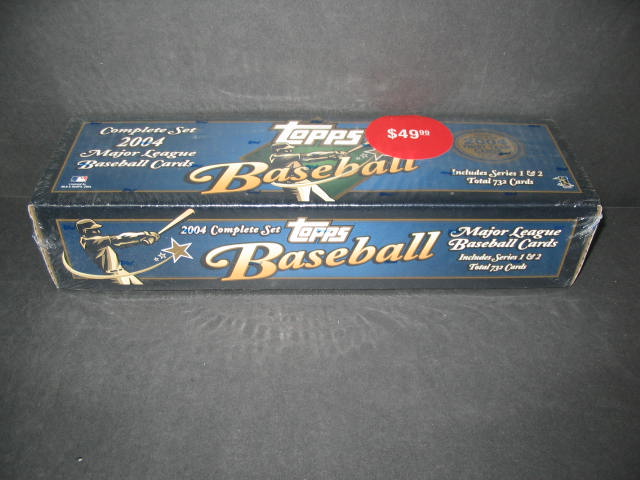 Complete Set
2004
Major League
Baseball Cards
TOPPS
Baseball
$49.99
Includes Series 1 & 2
Total 732 Cards
2004 Complete Set
TOPPS
Baseball
Major League
Baseball Cards
Includes Series 1 & 2
Total 732 Cards